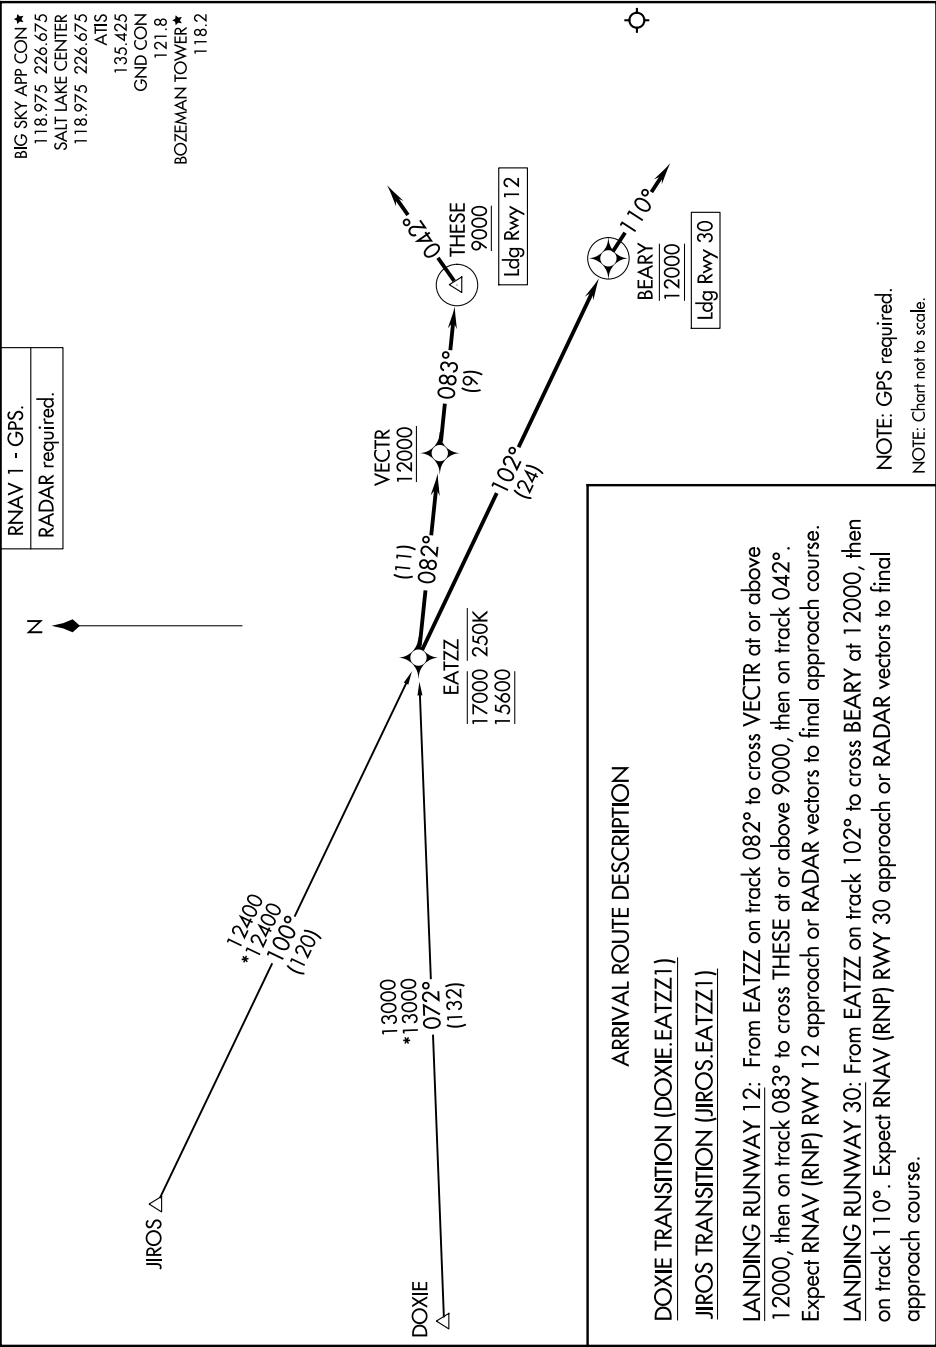 BIG SKY APP CON★
118.975 226.675
SALT LAKE CENTER
118.975 226.675
ATIS
135.425
GND CON
121.8
BOZEMAN TOWER★
118.2
RNAV 1 - GPS.
RADAR required.
N
JIROS
12400
*12400
100°
(120)
DOXIE
13000
*13000
072°
(132)
EATZZ
17000 250K
15600
(11)
082°
VECTR
12000
083°
(9)
THESE
9000
042°
Ldg Rwy 12
102°
(24)
BEARY
12000
110°
Ldg Rwy 30
NOTE: GPS required.
NOTE: Chart not to scale.
ARRIVAL ROUTE DESCRIPTION
DOXIE TRANSITION (DOXIE.EATZZ1)
JIROS TRANSITION (JIROS.EATZZ1)
LANDING RUNWAY 12: From EATZZ on track 082° to cross VECTR at or above
12000, then on track 083° to cross THESE at or above 9000, then on track 042°.
Expect RNAV (RNP) RWY 12 approach or RADAR vectors to final approach course.
LANDING RUNWAY 30: From EATZZ on track 102° to cross BEARY at 12000, then
on track 110°. Expect RNAV (RNP) RWY 30 approach or RADAR vectors to final
approach course.